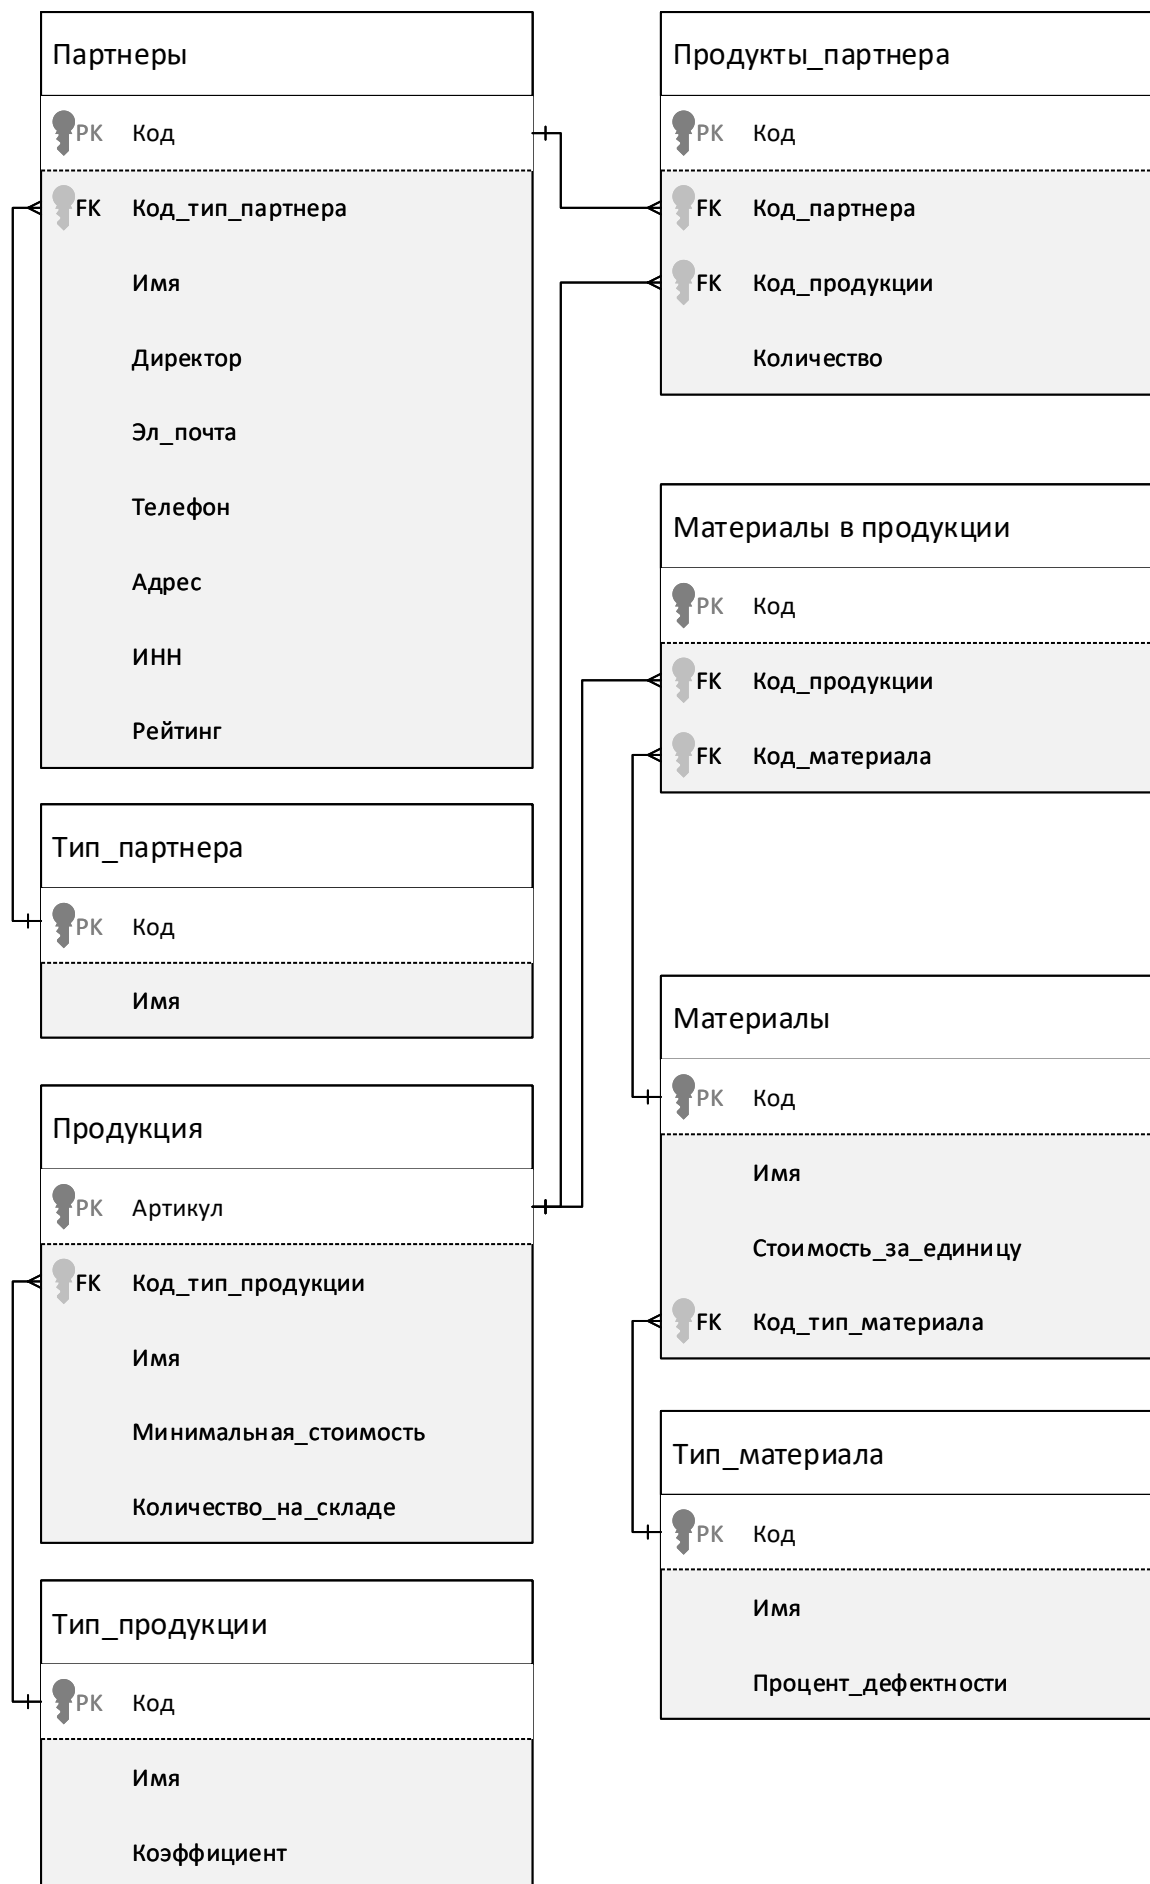 Партнеры
PK Код
FK Код_тип_партнера
Имя
Директор
Эл_почта
Телефон
Адрес
ИНН
Рейтинг
Тип_партнера
PK Код
Имя
Продукция
PK Артикул
FK Код_тип_продукции
Имя
Минимальная_стоимость
Количество_на_складе
Тип_продукции
PK Код
Имя
Коэффициент
Продукты_партнера
PK Код
FK Код_партнера
FK Код_продукции
Количество
Материалы в продукции
PK Код
FK Код_продукции
FK Код_материала
Материалы
PK Код
Имя
Стоимость_за_единицу
FK Код_тип_материала
Тип_материала
PK Код
Имя
Процент_дефектности